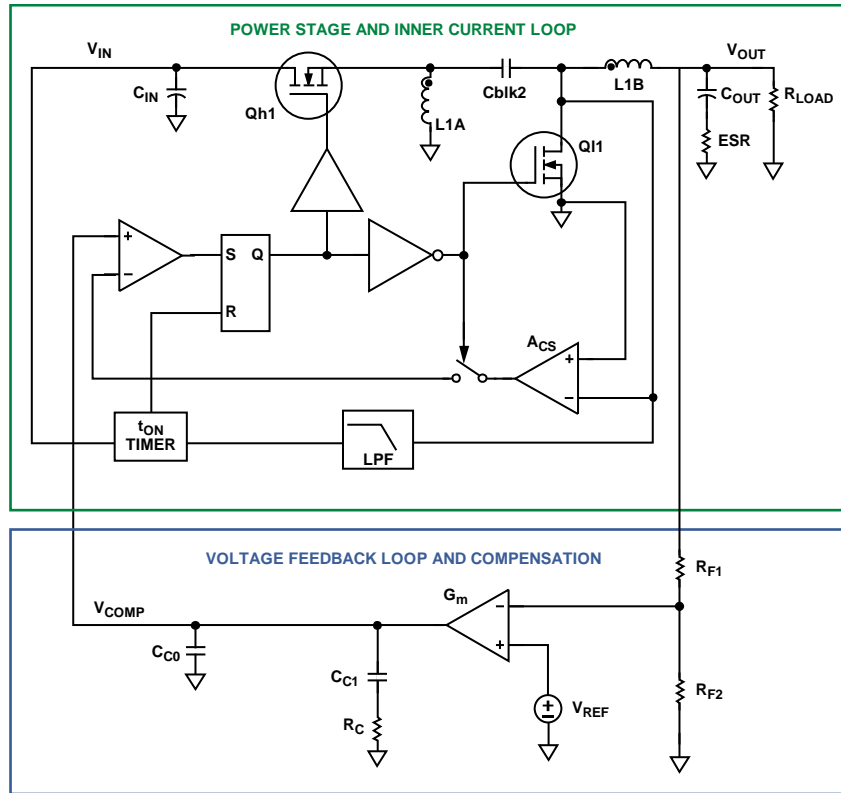 POWER STAGE AND INNER CURRENT LOOP
VIN
VOUT
CIN
Qh1
L1A
Cblk2
L1B
COUT
RLOAD
ESR
Ql1
+
−
S Q
R
ACS
+
−
tON
TIMER
LPF
VOLTAGE FEEDBACK LOOP AND COMPENSATION
RF1
Gm
−
+
VCOMP
CC0
CC1
RC
+
−
VREF
RF2